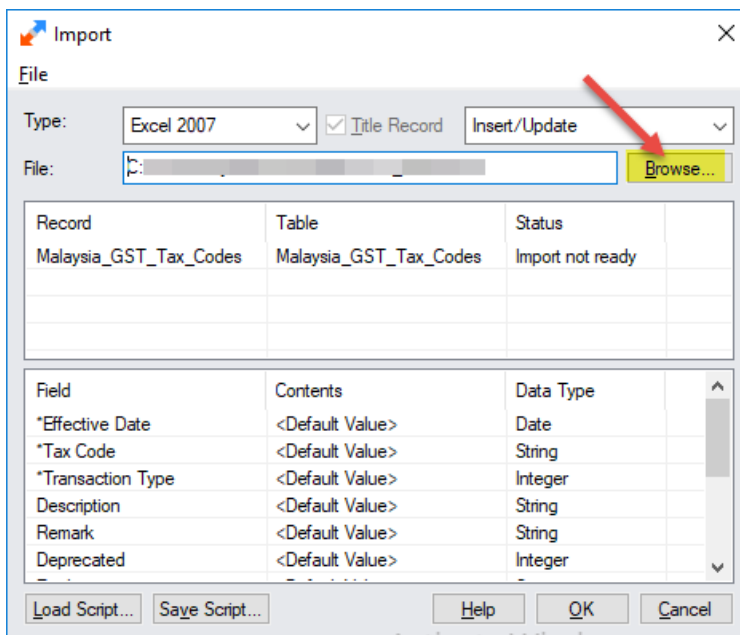 Import
File
Type: Excel 2007 Title Record Insert/Update
File: C: Browse...
Record Table Status
Malaysia_GST_Tax_Codes Malaysia_GST_Tax_Codes Import not ready
Field Contents Data Type
*Effective Date <Default Value> Date
*Tax Code <Default Value> String
*Transaction Type <Default Value> Integer
Description <Default Value> String
Remark <Default Value> String
Deprecated <Default Value> Integer
Load Script... Save Script... Help OK Cancel